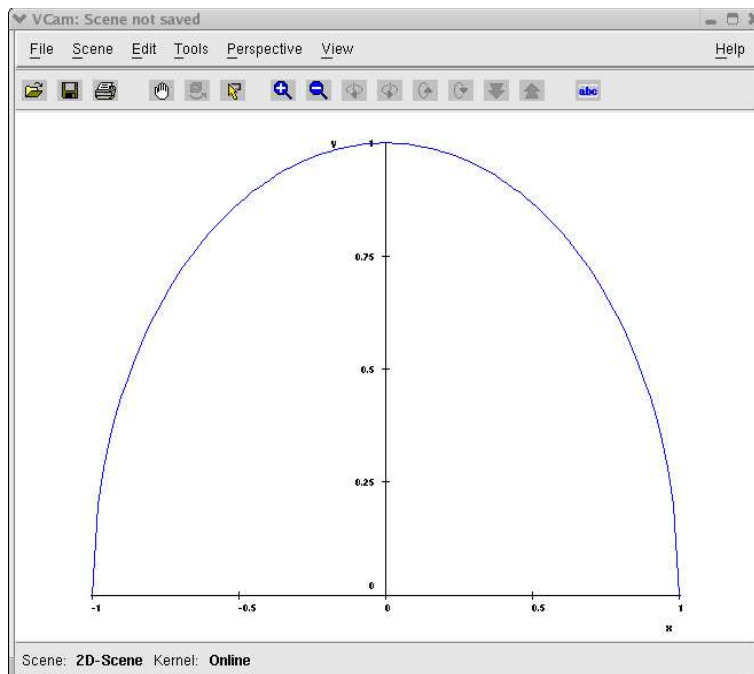 VCam: Scene not saved
File Scene Edit Tools Perspective View Help
abc
y 1
0.75
0.5
0.25
0
-1 -0.5 0 0.5 1
x
Scene: 2D-Scene Kernel: Online